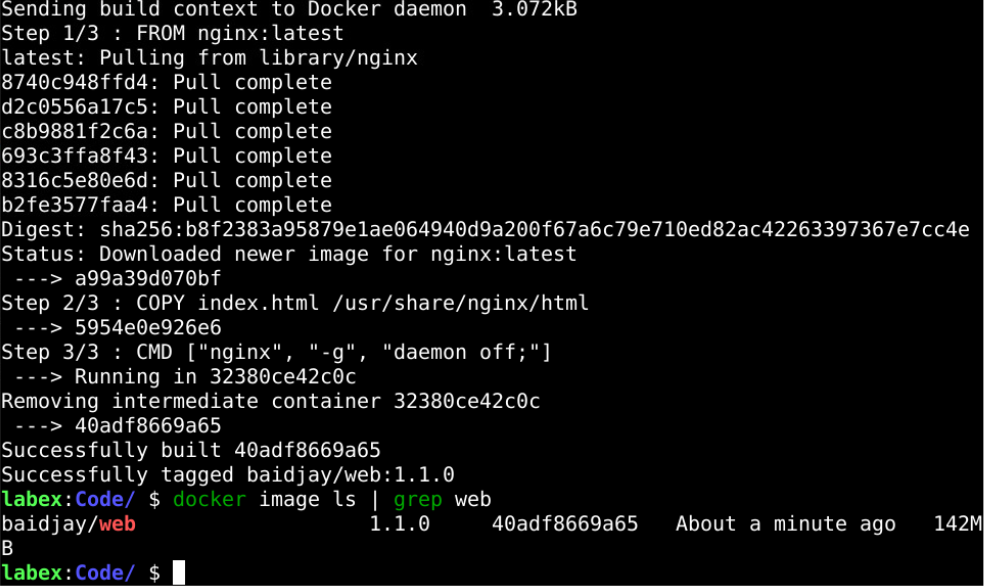 Sending build context to Docker daemon  3.072kB
Step 1/3 : FROM nginx:latest
latest: Pulling from library/nginx
8740c948ffd4: Pull complete
d2c0556a17c5: Pull complete
c8b9881f2c6a: Pull complete
693c3ffa8f43: Pull complete
8316c5e80e6d: Pull complete
b2fe3577faa4: Pull complete
Digest: sha256:b8f2383a95879e1ae064940d9a200f67a6c79e710ed82ac42263397367e7cc4e
Status: Downloaded newer image for nginx:latest
 ---> a99a39d070bf
Step 2/3 : COPY index.html /usr/share/nginx/html
 ---> 5954e0e926e6
Step 3/3 : CMD ["nginx", "-g", "daemon off;"]
 ---> Running in 32380ce42c0c
Removing intermediate container 32380ce42c0c
 ---> 40adf8669a65
Successfully built 40adf8669a65
Successfully tagged baidjay/web:1.1.0
labex:Code/ $ docker image ls | grep web
baidjay/web                   1.1.0     40adf8669a65   About a minute ago   142M
B
labex:Code/ $